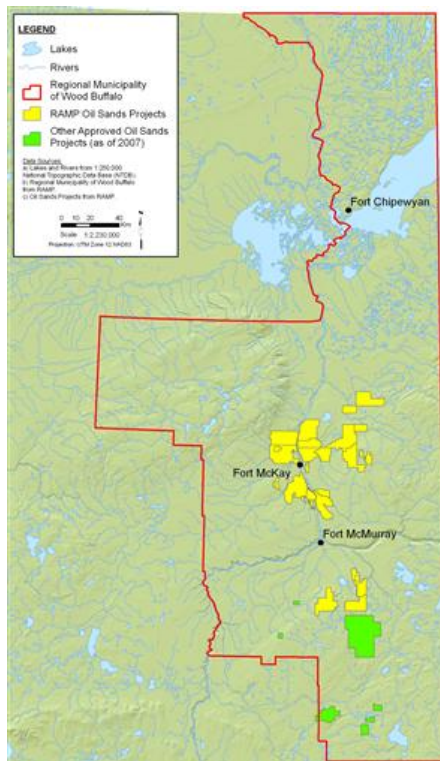 LEGEND
Lakes
Rivers
Regional Municipality
of Wood Buffalo
RAMP Oil Sands Projects
Other Approved Oil Sands
Projects (as of 2007)
Data Sources:
a) Lakes and Rivers from 1:250,000
National Topographic Data Base (NTDB)
b) Regional Municipality of Wood Buffalo
from RAMP
c) Oil Sands Projects from RAMP
0 10 20 40
Km
Scale 1:2,230,000
Projection: UTM Zone 12 NAD83
N
Fort Chipewyan
Fort McKay
Fort McMurray